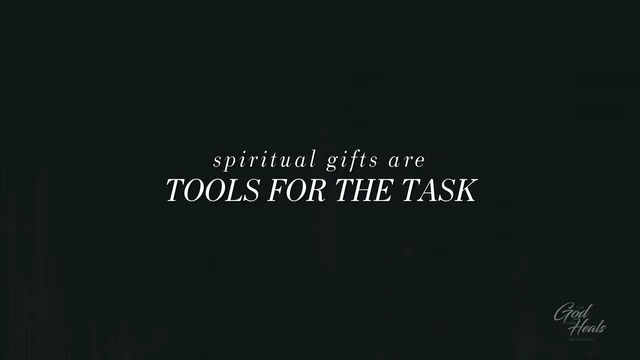 spiritual gifts are
TOOLS FOR THE TASK
God
Heals